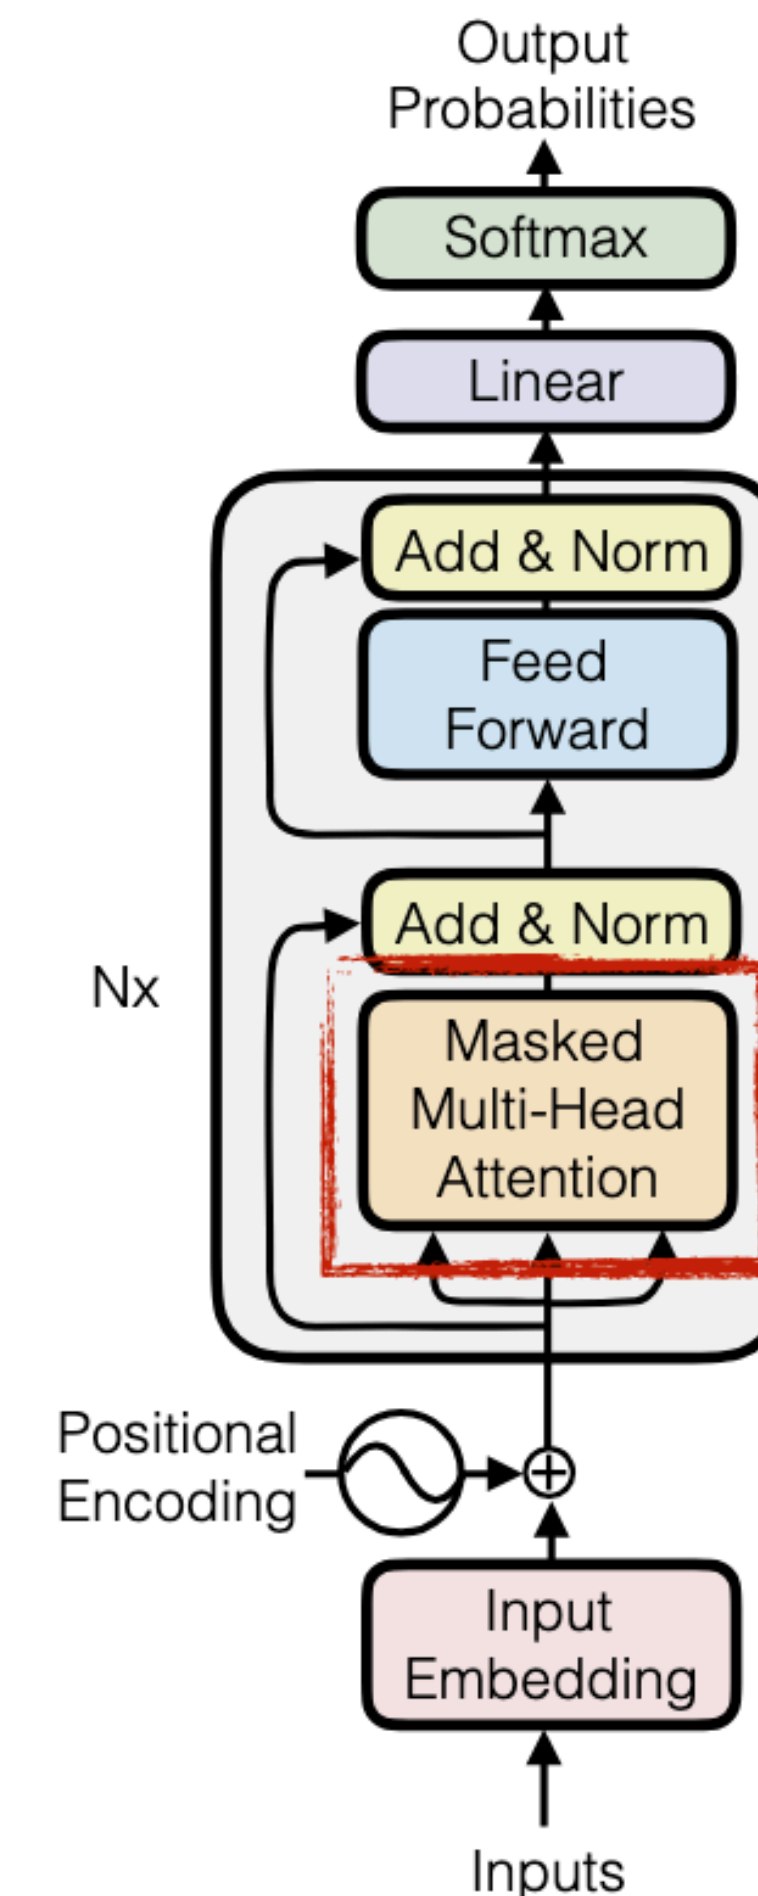 Output
Probabilities
Softmax
Linear
Add & Norm
Feed
Forward
Add & Norm
Nx
Masked
Multi-Head
Attention
Positional
Encoding
Input
Embedding
Inputs